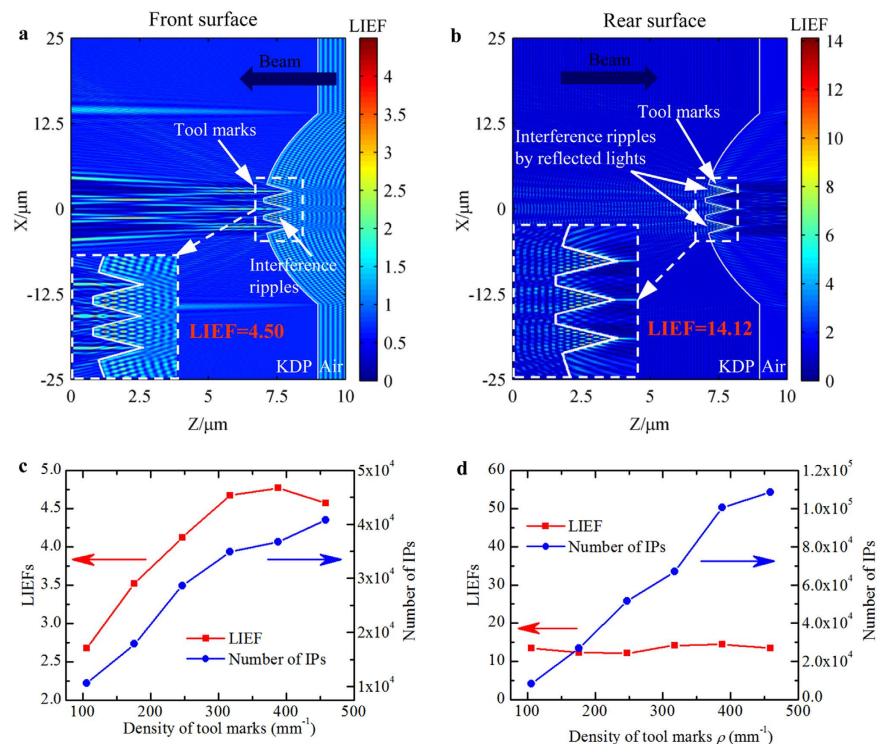 a
Front surface
LIEF
25
12.5
0
-12.5
-25
X/μm
Beam
Tool marks
Interference
ripples
LIEF=4.50
KDP
Air
0
2.5
5
7.5
10
Z/μm
4
3.5
3
2.5
2
1.5
1
0.5
0
b
Rear surface
LIEF
25
12.5
0
-12.5
-25
X/μm
Beam
Tool marks
Interference ripples
by reflected lights
LIEF=14.12
KDP
Air
0
2.5
5
7.5
10
Z/μm
14
12
10
8
6
4
2
0
c
5.0
4.5
4.0
3.5
3.0
2.5
2.0
LIEFs
5x10⁴
4x10⁴
3x10⁴
2x10⁴
1x10⁴
Number of IPs
LIEF
Number of IPs
100
200
300
400
500
Density of tool marks (mm⁻¹)
d
60
50
40
30
20
10
0
LIEFs
1.2x10⁵
1.0x10⁵
8.0x10⁴
6.0x10⁴
4.0x10⁴
2.0x10⁴
0.0
Number of IPs
LIEF
Number of IPs
100
200
300
400
500
Density of tool marks ρ (mm⁻¹)